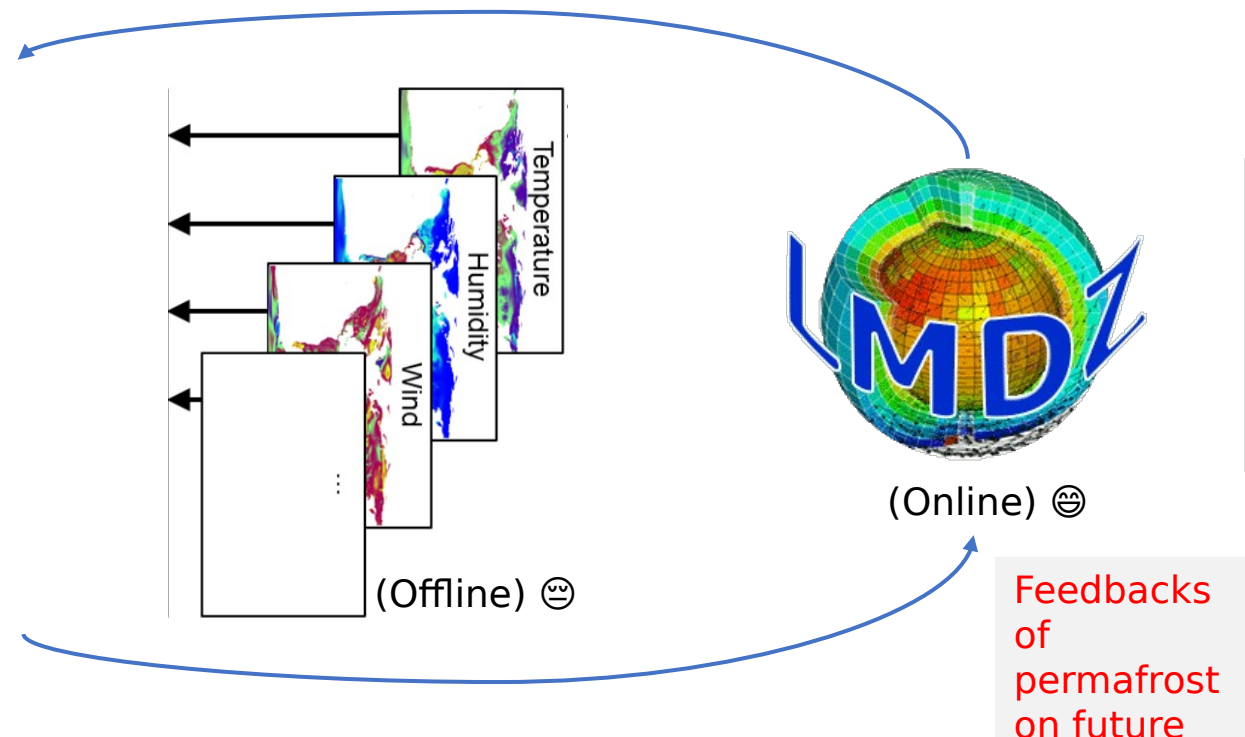 Temperature
Humidity
Wind
...
(Offline) 😔
LMDZ
(Online) 😄
Feedbacks
of
permafrost
on future